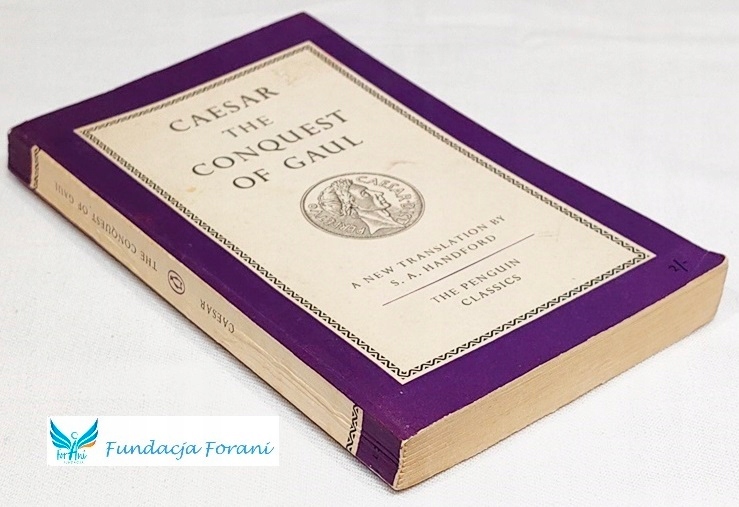 CAESAR
THE
CONQUEST
OF GAUL
CAESAR
A NEW TRANSLATION BY
S. A. HANDFORD
THE PENGUIN
CLASSICS
2/-
CAESAR
THE CONQUEST OF GAUL
Fundacja Forani